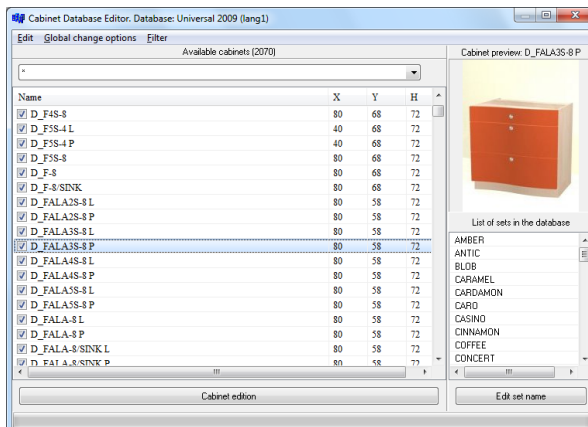 Cabinet Database Editor. Database: Universal 2009 (lang1)
Edit Global change options Filter
Available cabinets (2070)
*
Name X Y H
D_F4S-8 80 68 72
D_F5S-4 L 40 68 72
D_F5S-4 P 40 68 72
D_F5S-8 80 68 72
D_F-8 80 68 72
D_F-8/SINK 80 68 72
D_FALA2S-8 L 80 58 72
D_FALA2S-8 P 80 58 72
D_FALA3S-8 L 80 58 72
D_FALA3S-8 P 80 58 72
D_FALA4S-8 L 80 58 72
D_FALA4S-8 P 80 58 72
D_FALA5S-8 L 80 58 72
D_FALA5S-8 P 80 58 72
D_FALA-8 L 80 58 72
D_FALA-8 P 80 58 72
D_FALA-8/SINK L 80 58 72
D_FALA-8/SINK P 80 58 72
Cabinet edition
Cabinet preview: D_FALA3S-8 P
List of sets in the database
AMBER
ANTIC
BLOB
CARAMEL
CARDAMON
CARO
CASINO
CINNAMON
COFFEE
CONCERT
Edit set name